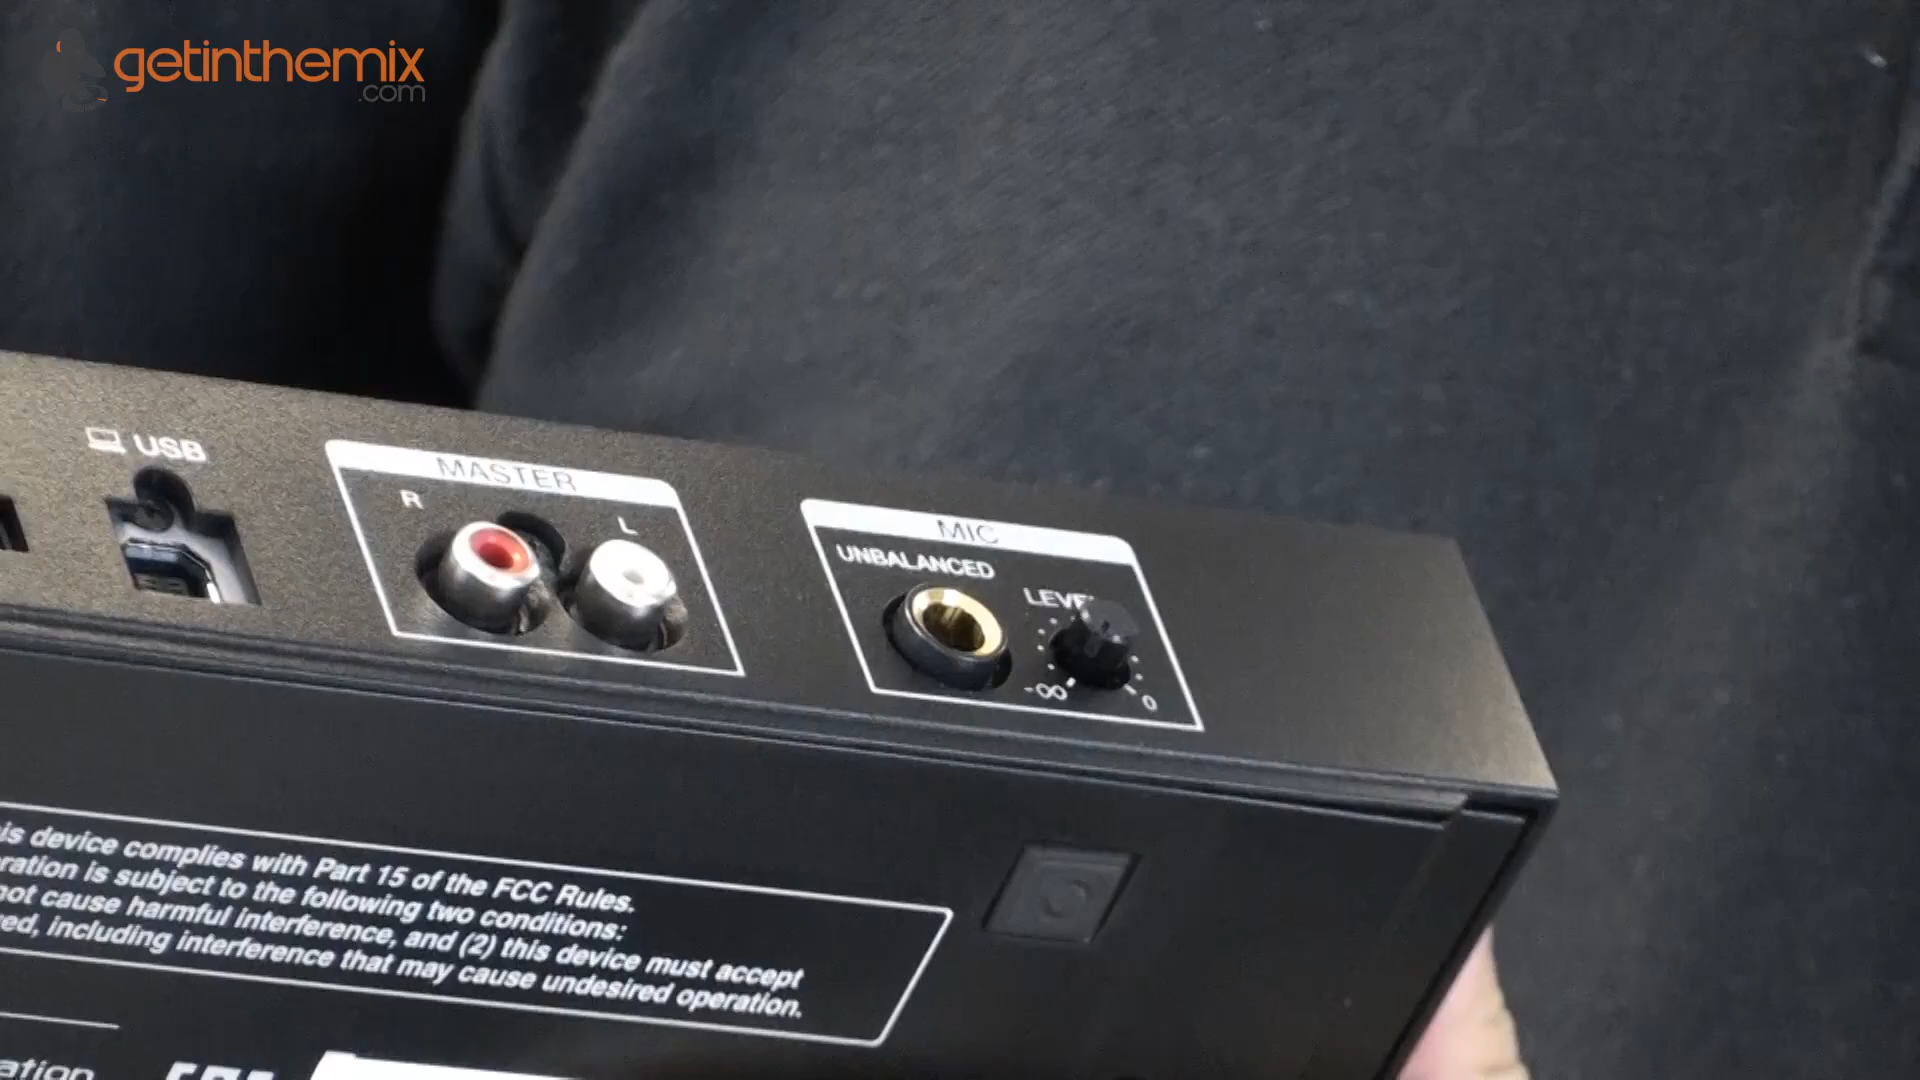 getinthemix
.com
USB
MASTER
R
L
MIC
UNBALANCED
LEVEL
-∞
0
is device complies with Part 15 of the FCC Rules.
ration is subject to the following two conditions:
not cause harmful interference, and (2) this device must accept
ed, including interference that may cause undesired operation.
ation